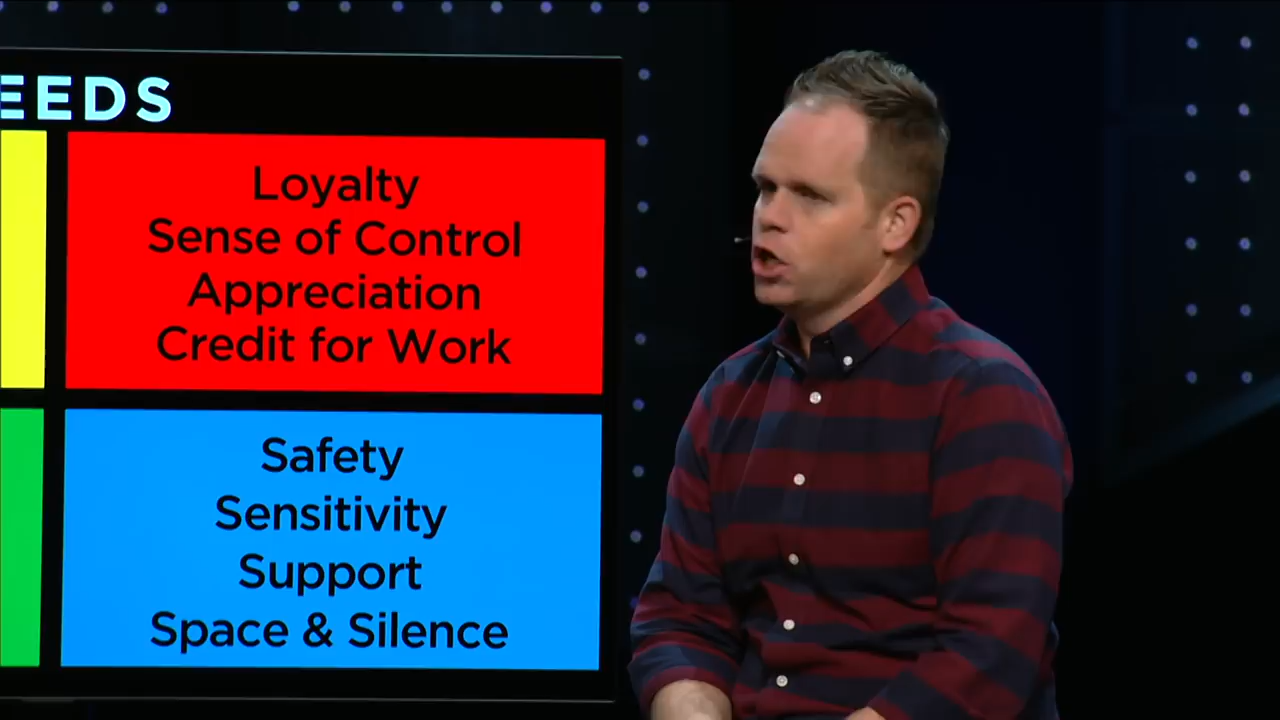 EEDS
Loyalty
Sense of Control
Appreciation
Credit for Work
Safety
Sensitivity
Support
Space & Silence